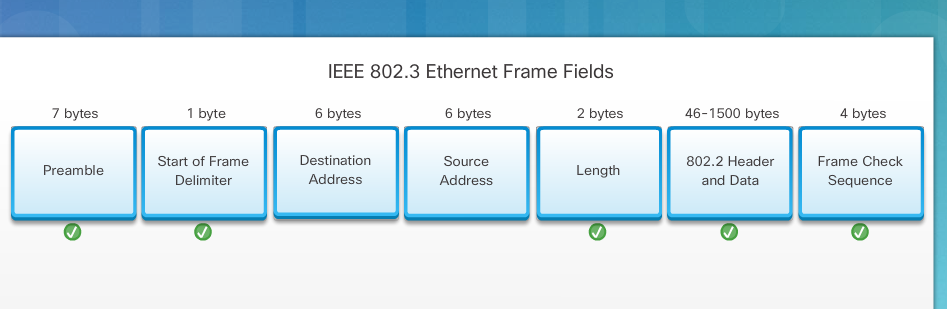 IEEE 802.3 Ethernet Frame Fields
7 bytes
1 byte
6 bytes
6 bytes
2 bytes
46-1500 bytes
4 bytes
Preamble
Start of Frame
Delimiter
Destination
Address
Source
Address
Length
802.2 Header
and Data
Frame Check
Sequence